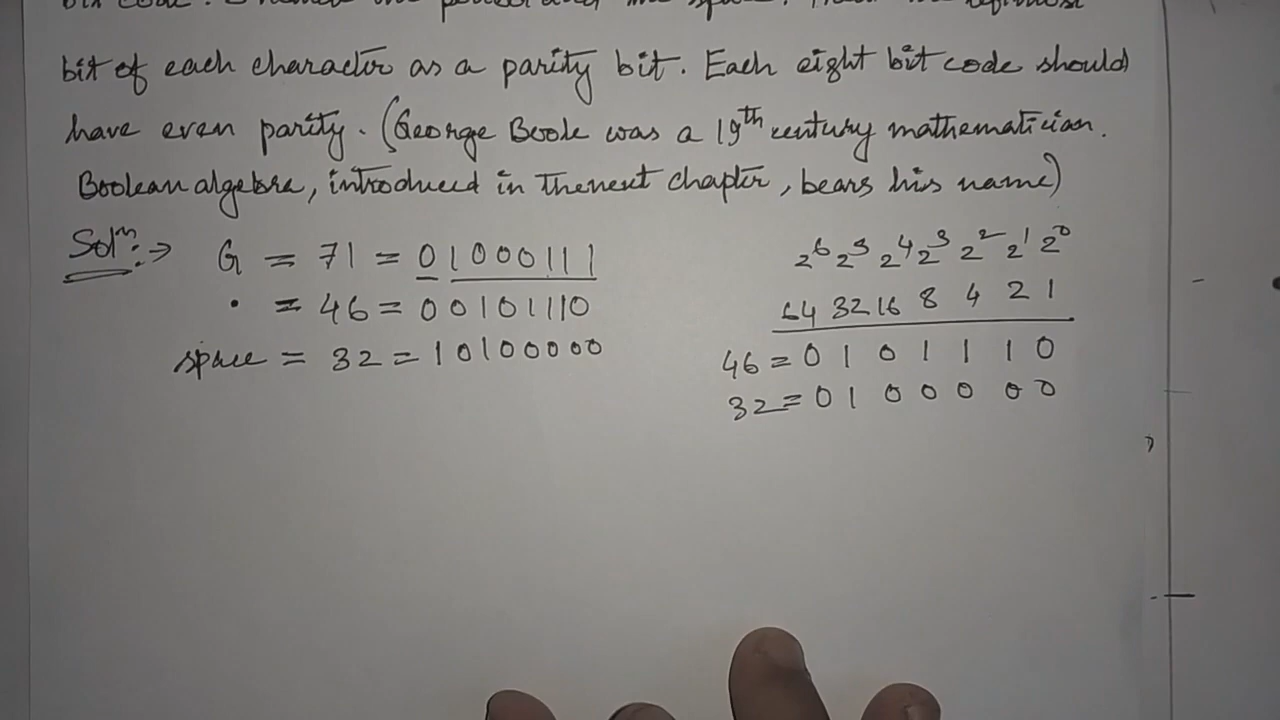 bit of each character as a parity bit. Each eight bit code should
have even parity. (George Boole was a 19th century mathematician.
Boolean algebra, introduced in the next chapter, bears his name)
Soln: →
G = 71 = 01000111
. = 46 = 00101110
space = 32 = 10100000
2^6 2^5 2^4 2^3 2^2 2^1 2^0
64 32 16 8 4 2 1
46 = 0 1 0 1 1 1 0
32 = 0 1 0 0 0 0 0